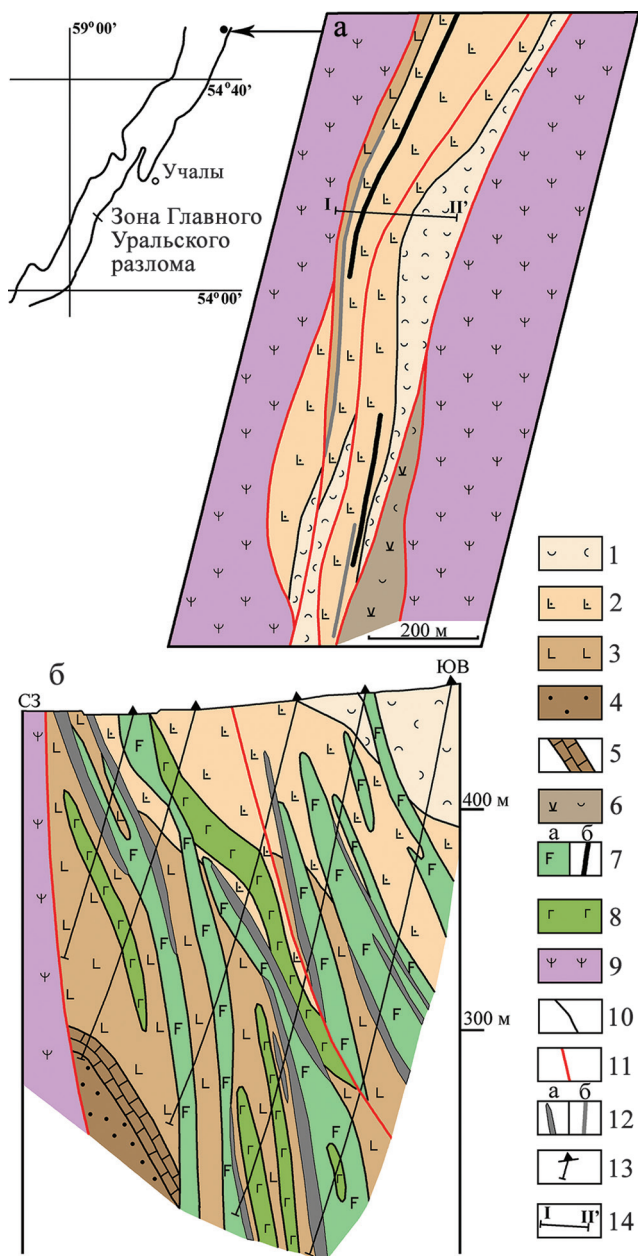 59°00'
54°40'
Учалы
Зона Главного
Уральского
разлома
54°00'
а
I
II'
200 м
б
СЗ
ЮВ
400 м
300 м
1
2
3
4
5
6
а б
7
8
9
10
11
а б
12
13
I II'
14